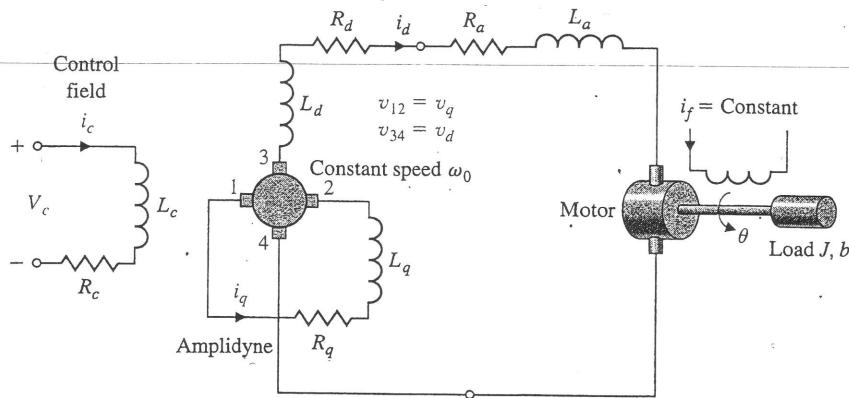 R_d
i_d
R_a
L_a
Control
field
L_d
v_12 = v_q
v_34 = v_d
i_f = Constant
i_c
+
3
Constant speed ω_0
1
2
V_c
L_c
Motor
4
θ
L_q
Load J, b
−
R_c
i_q
Amplidyne
R_q